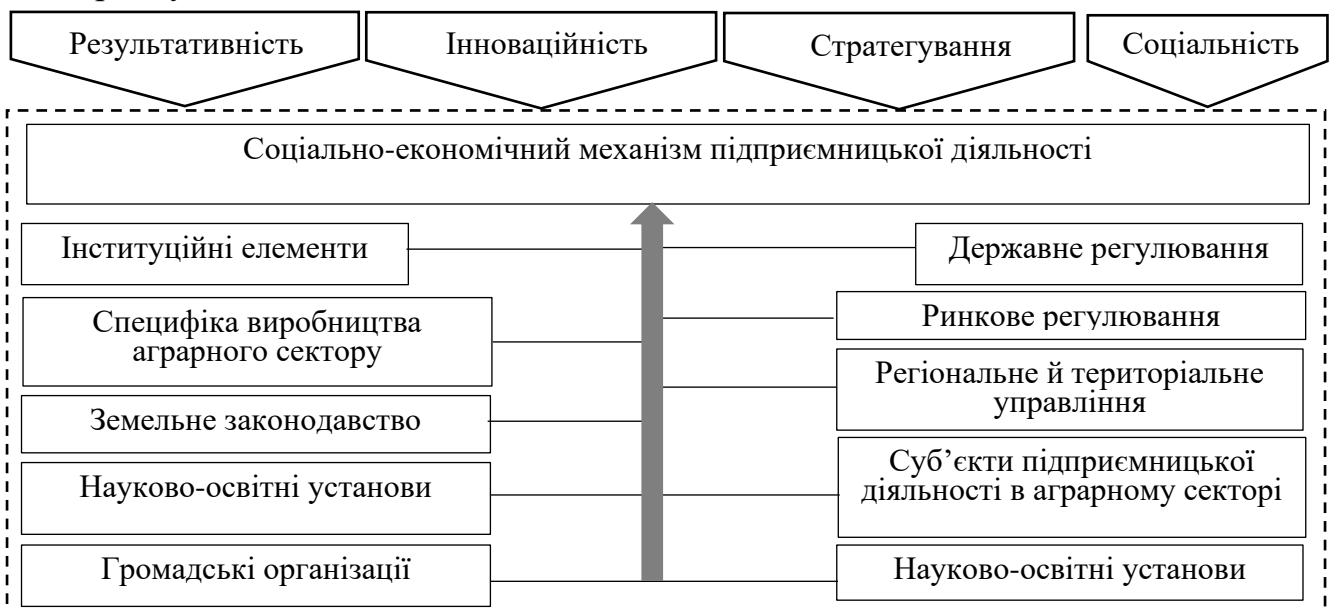 Результативність
Інноваційність
Стратегування
Соціальність
Соціально-економічний механізм підприємницької діяльності
Інституційні елементи
Державне регулювання
Специфіка виробництва
аграрного сектору
Ринкове регулювання
Регіональне й територіальне
управління
Земельне законодавство
Суб’єкти підприємницької
діяльності в аграрному секторі
Науково-освітні установи
Громадські організації
Науково-освітні установи